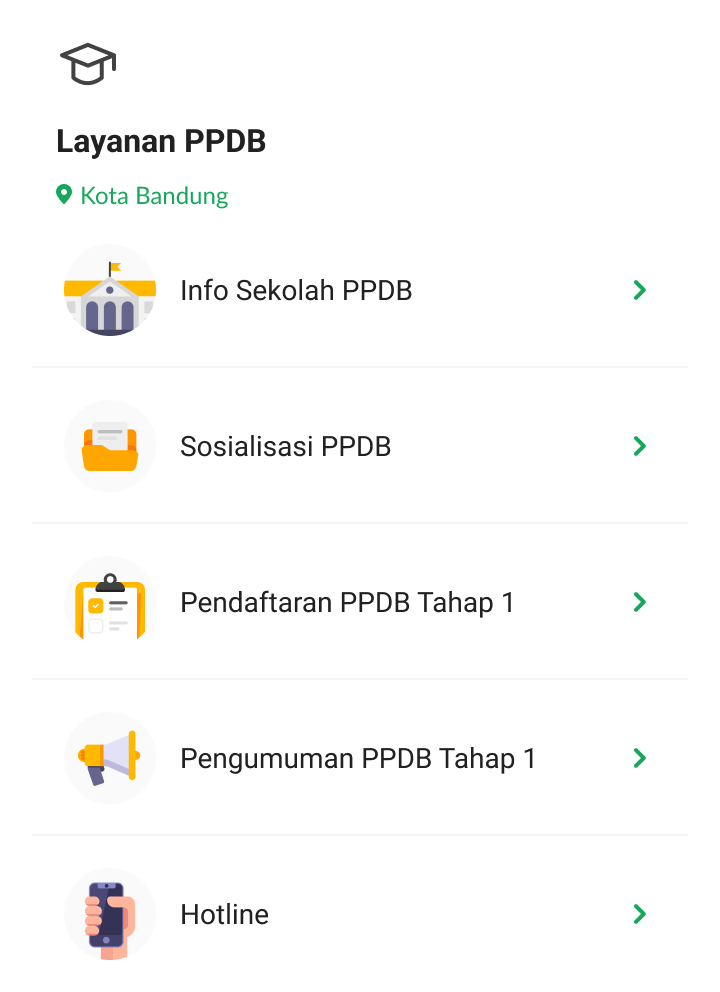 Layanan PPDB
Kota Bandung
Info Sekolah PPDB
Sosialisasi PPDB
Pendaftaran PPDB Tahap 1
Pengumuman PPDB Tahap 1
Hotline